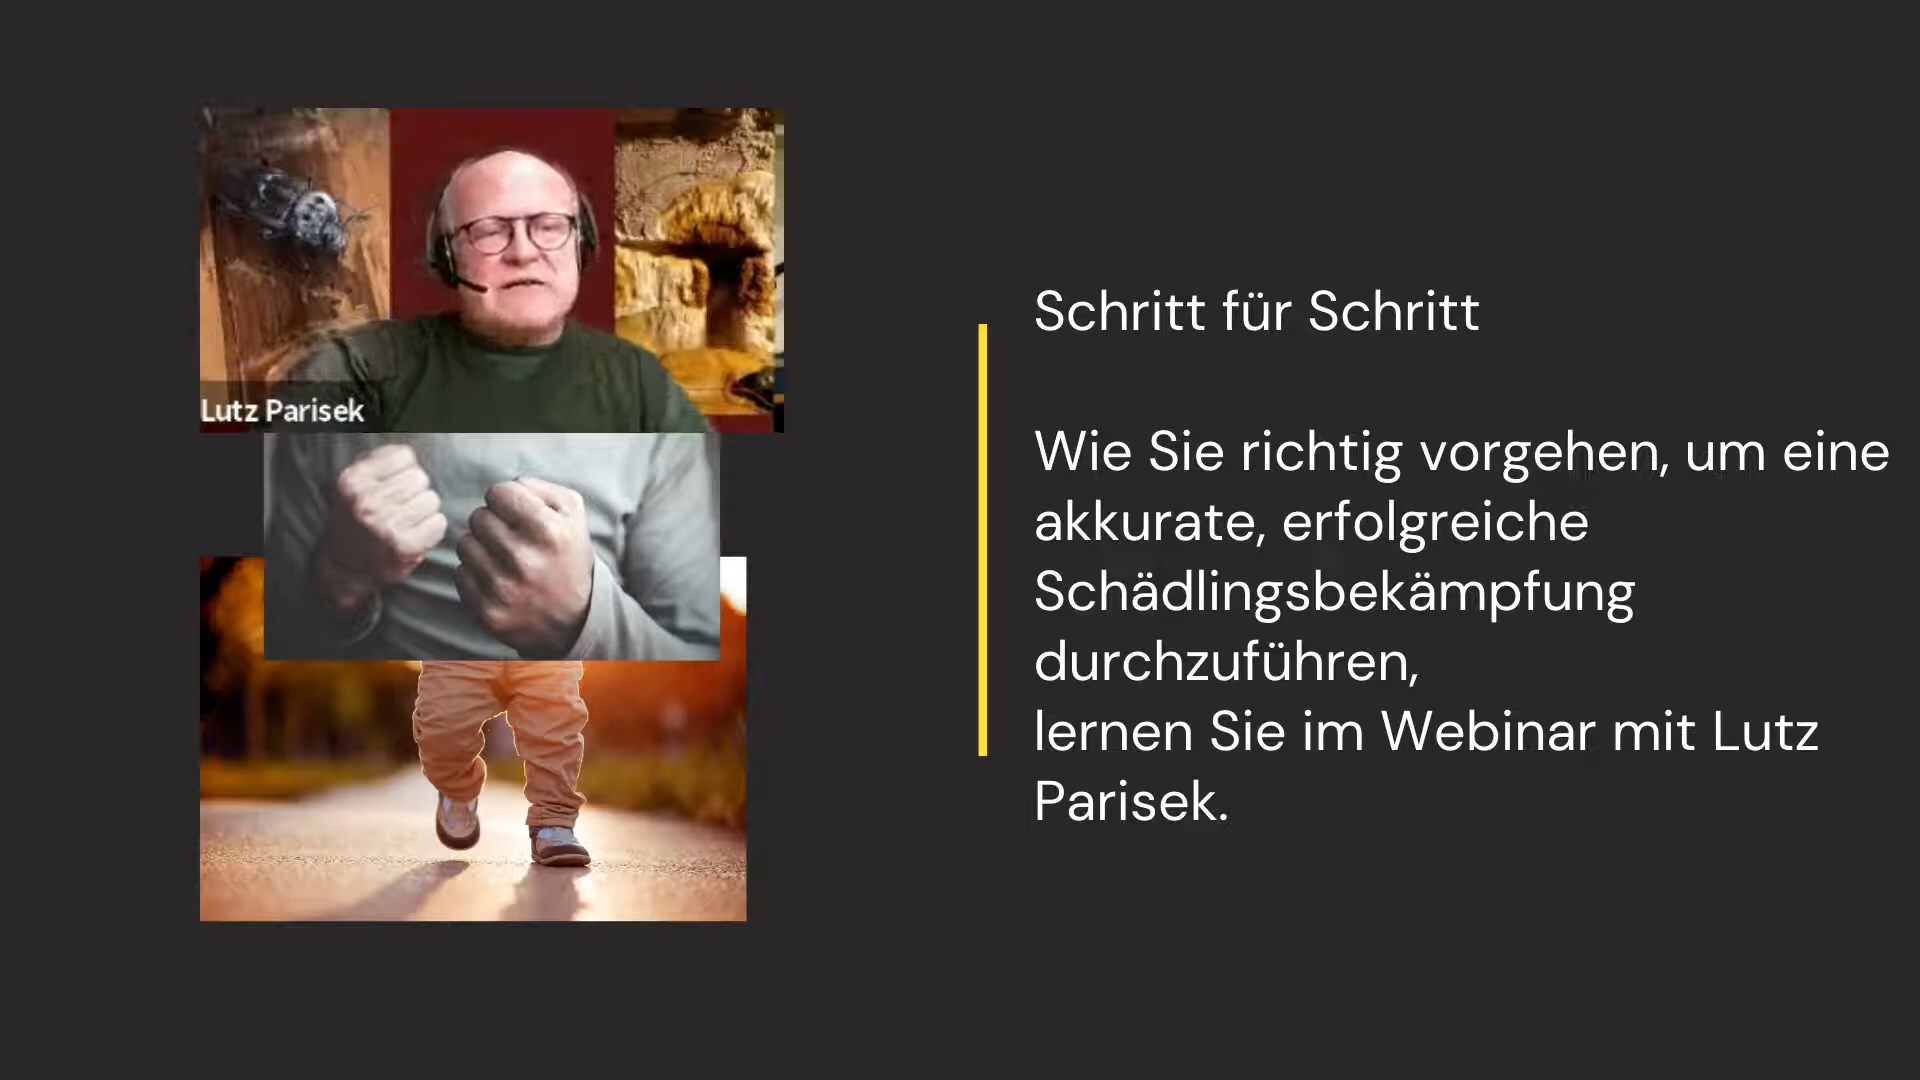 Lutz Parisek
Schritt für Schritt
Wie Sie richtig vorgehen, um eine
akkurate, erfolgreiche
Schädlingsbekämpfung
durchzuführen,
lernen Sie im Webinar mit Lutz
Parisek.